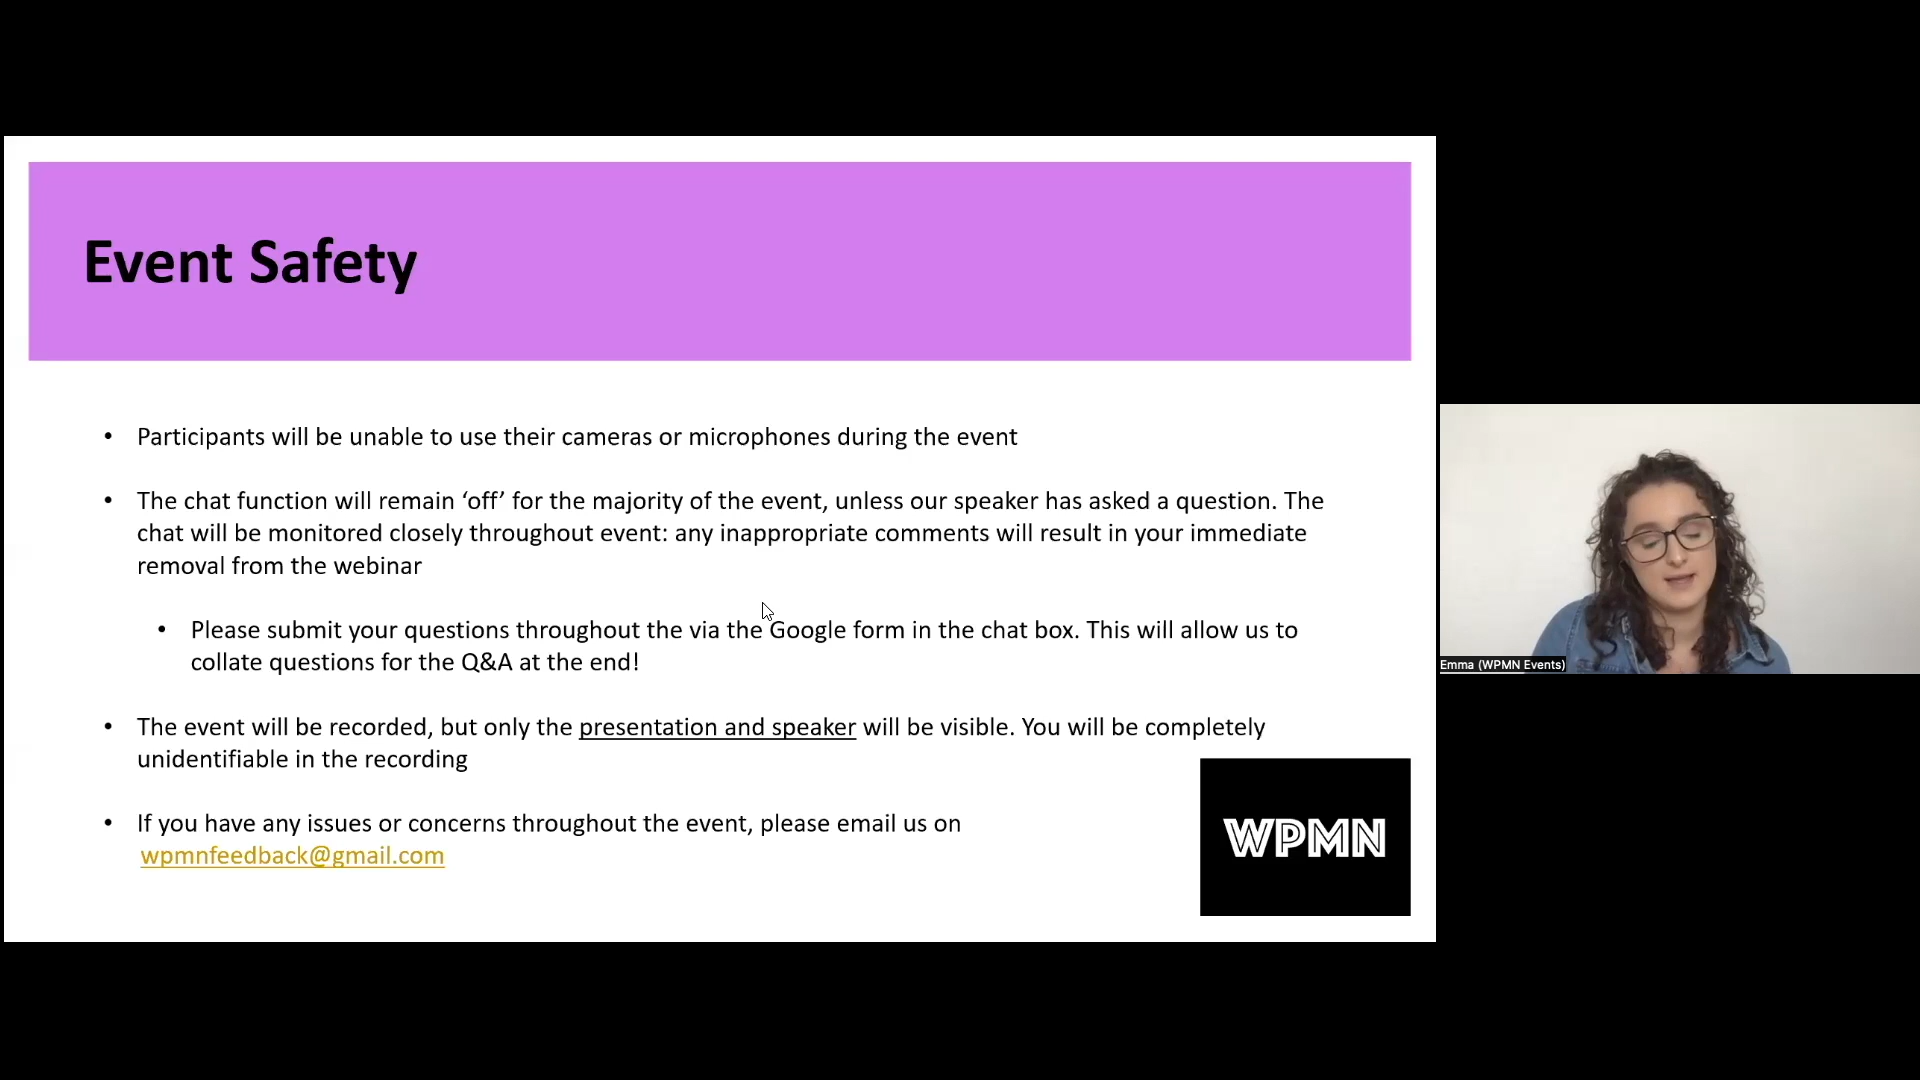 Event Safety
• Participants will be unable to use their cameras or microphones during the event
• The chat function will remain ‘off’ for the majority of the event, unless our speaker has asked a question. The
chat will be monitored closely throughout event: any inappropriate comments will result in your immediate
removal from the webinar
• Please submit your questions throughout the via the Google form in the chat box. This will allow us to
collate questions for the Q&A at the end!
• The event will be recorded, but only the presentation and speaker will be visible. You will be completely
unidentifiable in the recording
• If you have any issues or concerns throughout the event, please email us on
wpmnfeedback@gmail.com
WPMN
Emma (WPMN Events)